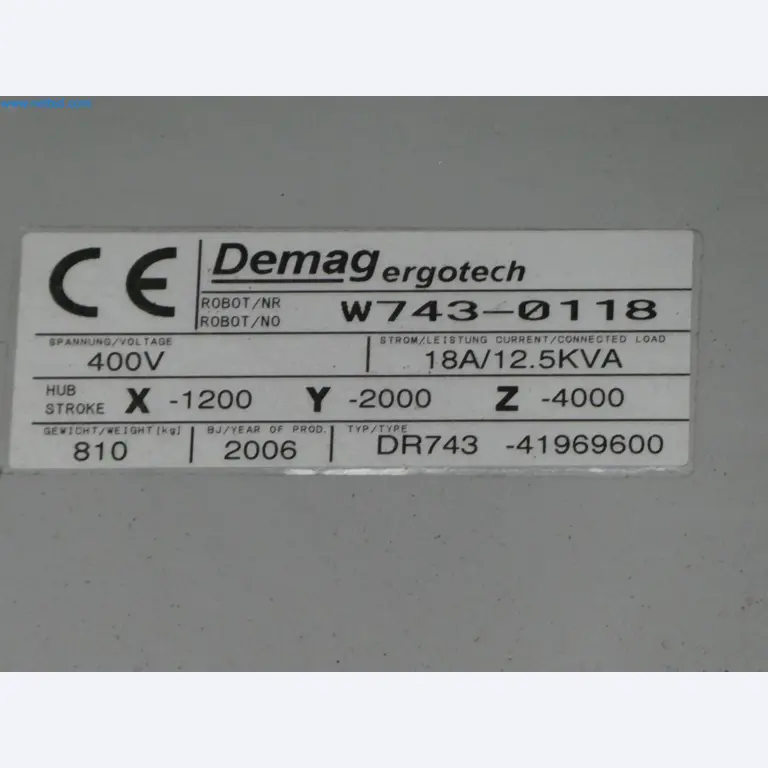 CE
Demag ergotech
ROBOT/NR
ROBOT/NO W743-0118
SPANNUNG/VOLTAGE STROM/LEISTUNG CURRENT/CONNECTED LOAD
400V 18A/12.5KVA
HUB
STROKE X -1200 Y -2000 Z -4000
GEWICHT/WEIGHT(kg) BJ/YEAR OF PROD. TYP/TYPE
810 2006 DR743 -41969600